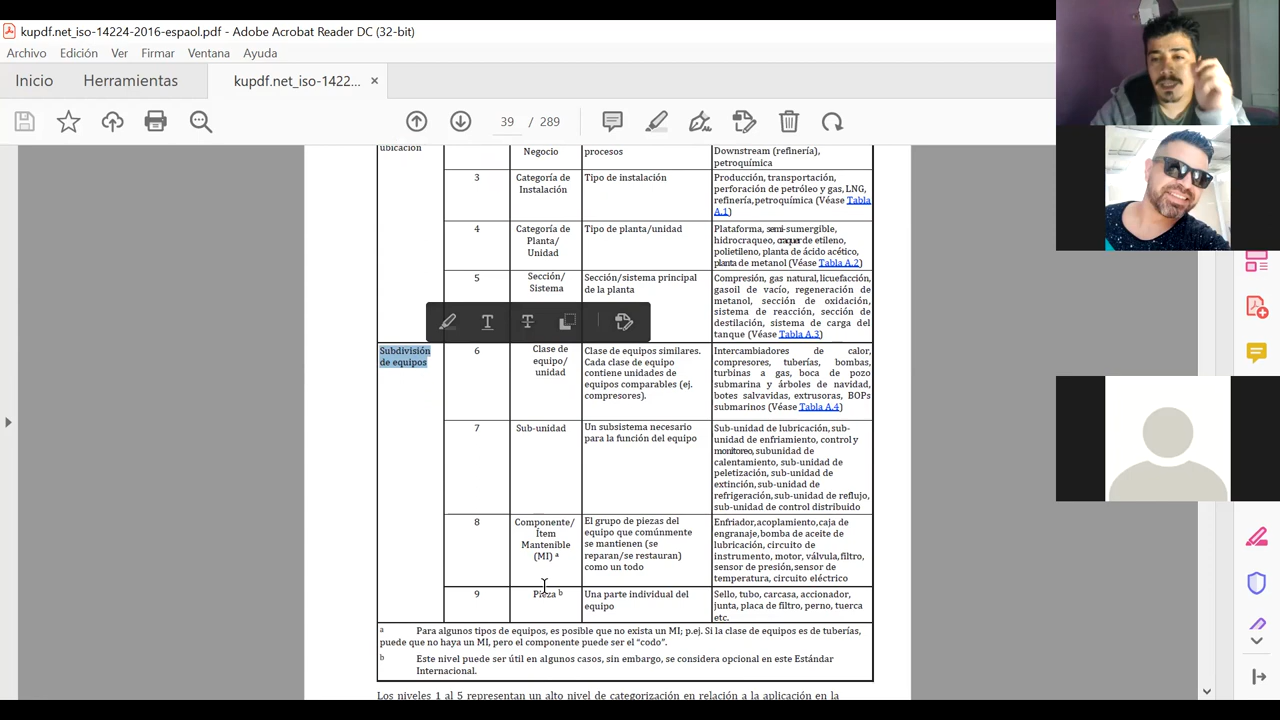 kupdf.net_iso-14224-2016-espaol.pdf - Adobe Acrobat Reader DC (32-bit)
Archivo Edición Ver Firmar Ventana Ayuda
Inicio Herramientas kupdf.net_iso-1422... ×
39 / 289
ubicación
Negocio
procesos
Downstream (refinería),
petroquímica
3
Categoría de
Instalación
Tipo de instalación
Producción, transportación,
perforación de petróleo y gas, LNG,
refinería, petroquímica (Véase Tabla
A.1)
4
Categoría de
Planta/
Unidad
Tipo de planta/unidad
Plataforma, semi-sumergible,
hidrocraqueo, craquer de etileno,
polietileno, planta de ácido acético,
planta de metanol (Véase Tabla A.2)
5
Sección/
Sistema
Sección/sistema principal
de la planta
Compresión, gas natural, licuefacción,
gasoil de vacío, regeneración de
metanol, sección de oxidación,
sistema de reacción, sección de
destilación, sistema de carga del
tanque (Véase Tabla A.3)
Subdivisión
de equipos
6
Clase de
equipo/
unidad
Clase de equipos similares.
Cada clase de equipo
contiene unidades de
equipos comparables (ej.
compresores).
Intercambiadores de calor,
compresores, tuberías, bombas,
turbinas a gas, boca de pozo
submarina y árboles de navidad,
botes salvavidas, extrusoras, BOPs
submarinos (Véase Tabla A.4)
7
Sub-unidad
Un subsistema necesario
para la función del equipo
Sub-unidad de lubricación, sub-
unidad de enfriamiento, control y
monitoreo, subunidad de
calentamiento, sub-unidad de
peletización, sub-unidad de
extinción, sub-unidad de
refrigeración, sub-unidad de reflujo,
sub-unidad de control distribuido
8
Componente/
Ítem
Mantenible
(MI) a
El grupo de piezas del
equipo que comúnmente
se mantienen (se
reparan/se restauran)
como un todo
Enfriador, acoplamiento, caja de
engranaje, bomba de aceite de
lubricación, circuito de
instrumento, motor, válvula, filtro,
sensor de presión, sensor de
temperatura, circuito eléctrico
9
Pieza b
Una parte individual del
equipo
Sello, tubo, carcasa, accionador,
junta, placa de filtro, perno, tuerca
etc.
a Para algunos tipos de equipos, es posible que no exista un MI; p.ej. Si la clase de equipos es de tuberías,
puede que no haya un MI, pero el componente puede ser el “codo”.
b Este nivel puede ser útil en algunos casos, sin embargo, se considera opcional en este Estándar
Internacional.
Los niveles 1 al 5 representan un alto nivel de categorización en relación a la aplicación en la